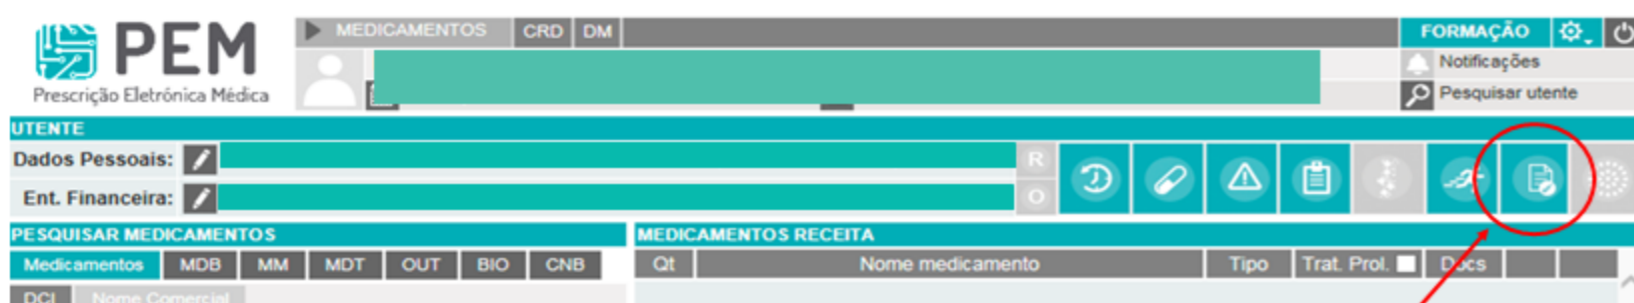 PEM
Prescrição Eletrónica Médica
MEDICAMENTOS CRD DM
FORMAÇÃO
Notificações
Pesquisar utente
UTENTE
Dados Pessoais:
R
Ent. Financeira:
O
PESQUISAR MEDICAMENTOS
Medicamentos MDB MM MDT OUT BIO CNB
DCI Nome Comercial
MEDICAMENTOS RECEITA
Qt Nome medicamento Tipo Trat. Prol. Docs